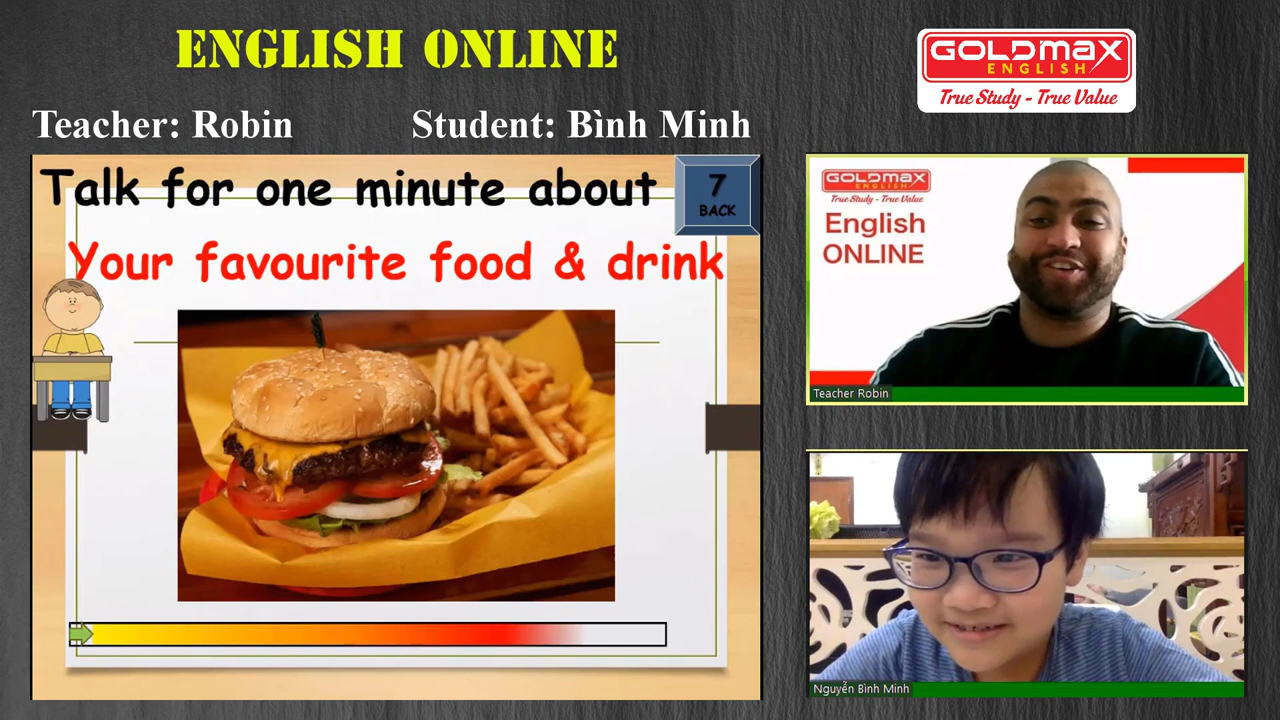 ENGLISH ONLINE
GOLDMAX
ENGLISH
True Study - True Value
Teacher: Robin
Student: Bình Minh
Talk for one minute about
7
BACK
Your favourite food & drink
GOLDMAX
ENGLISH
True Study - True Value
English
ONLINE
Teacher Robin
Nguyễn Bình Minh